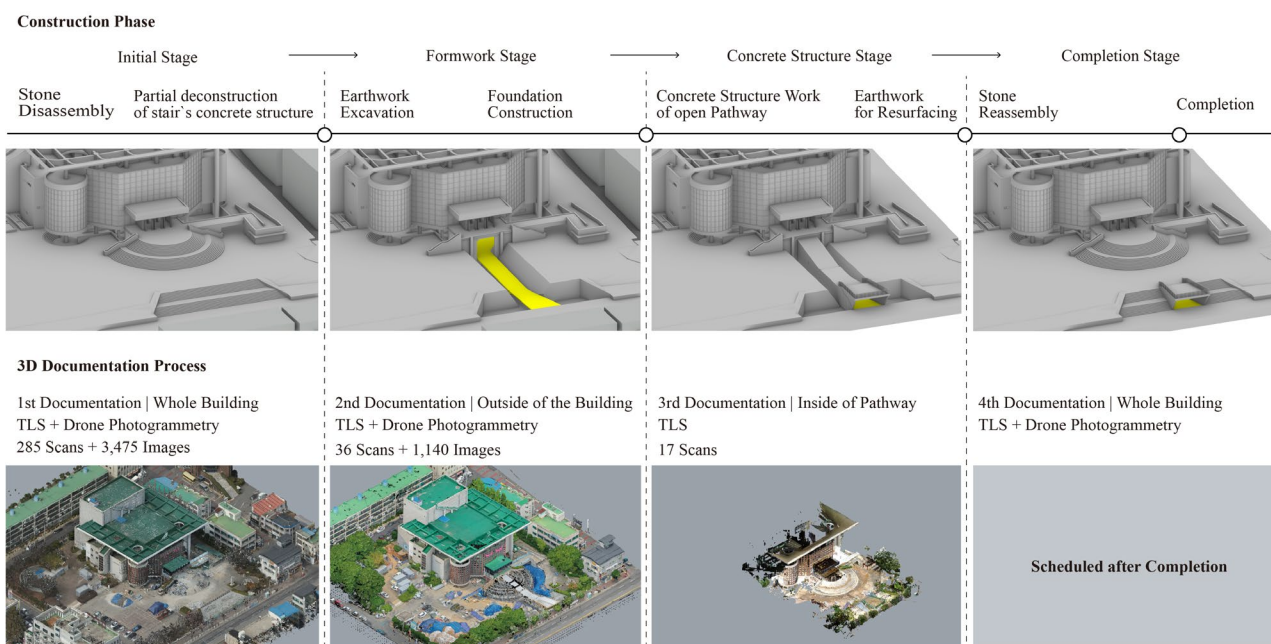 Construction Phase
Initial Stage
Formwork Stage
Concrete Structure Stage
Completion Stage
Stone
Disassembly
Partial deconstruction
of stair`s concrete structure
Earthwork
Excavation
Foundation
Construction
Concrete Structure Work
of open Pathway
Earthwork
for Resurfacing
Stone
Reassembly
Completion
3D Documentation Process
1st Documentation | Whole Building
TLS + Drone Photogrammetry
285 Scans + 3,475 Images
2nd Documentation | Outside of the Building
TLS + Drone Photogrammetry
36 Scans + 1,140 Images
3rd Documentation | Inside of Pathway
TLS
17 Scans
4th Documentation | Whole Building
TLS + Drone Photogrammetry
Scheduled after Completion